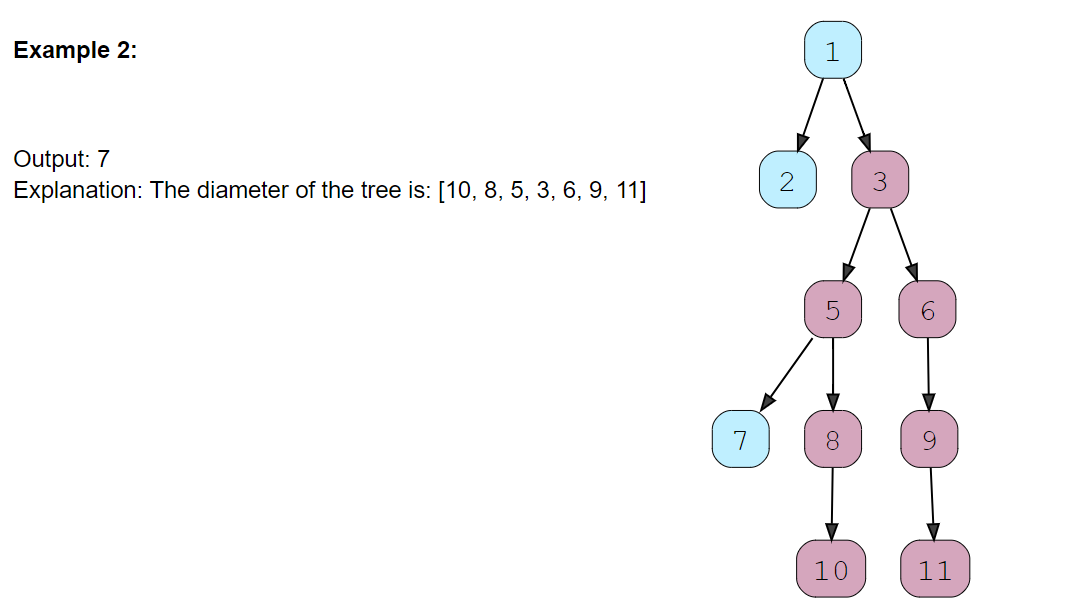 Example 2:
Output: 7
Explanation: The diameter of the tree is: [10, 8, 5, 3, 6, 9, 11]
1
2 3
5 6
7 8 9
10 11